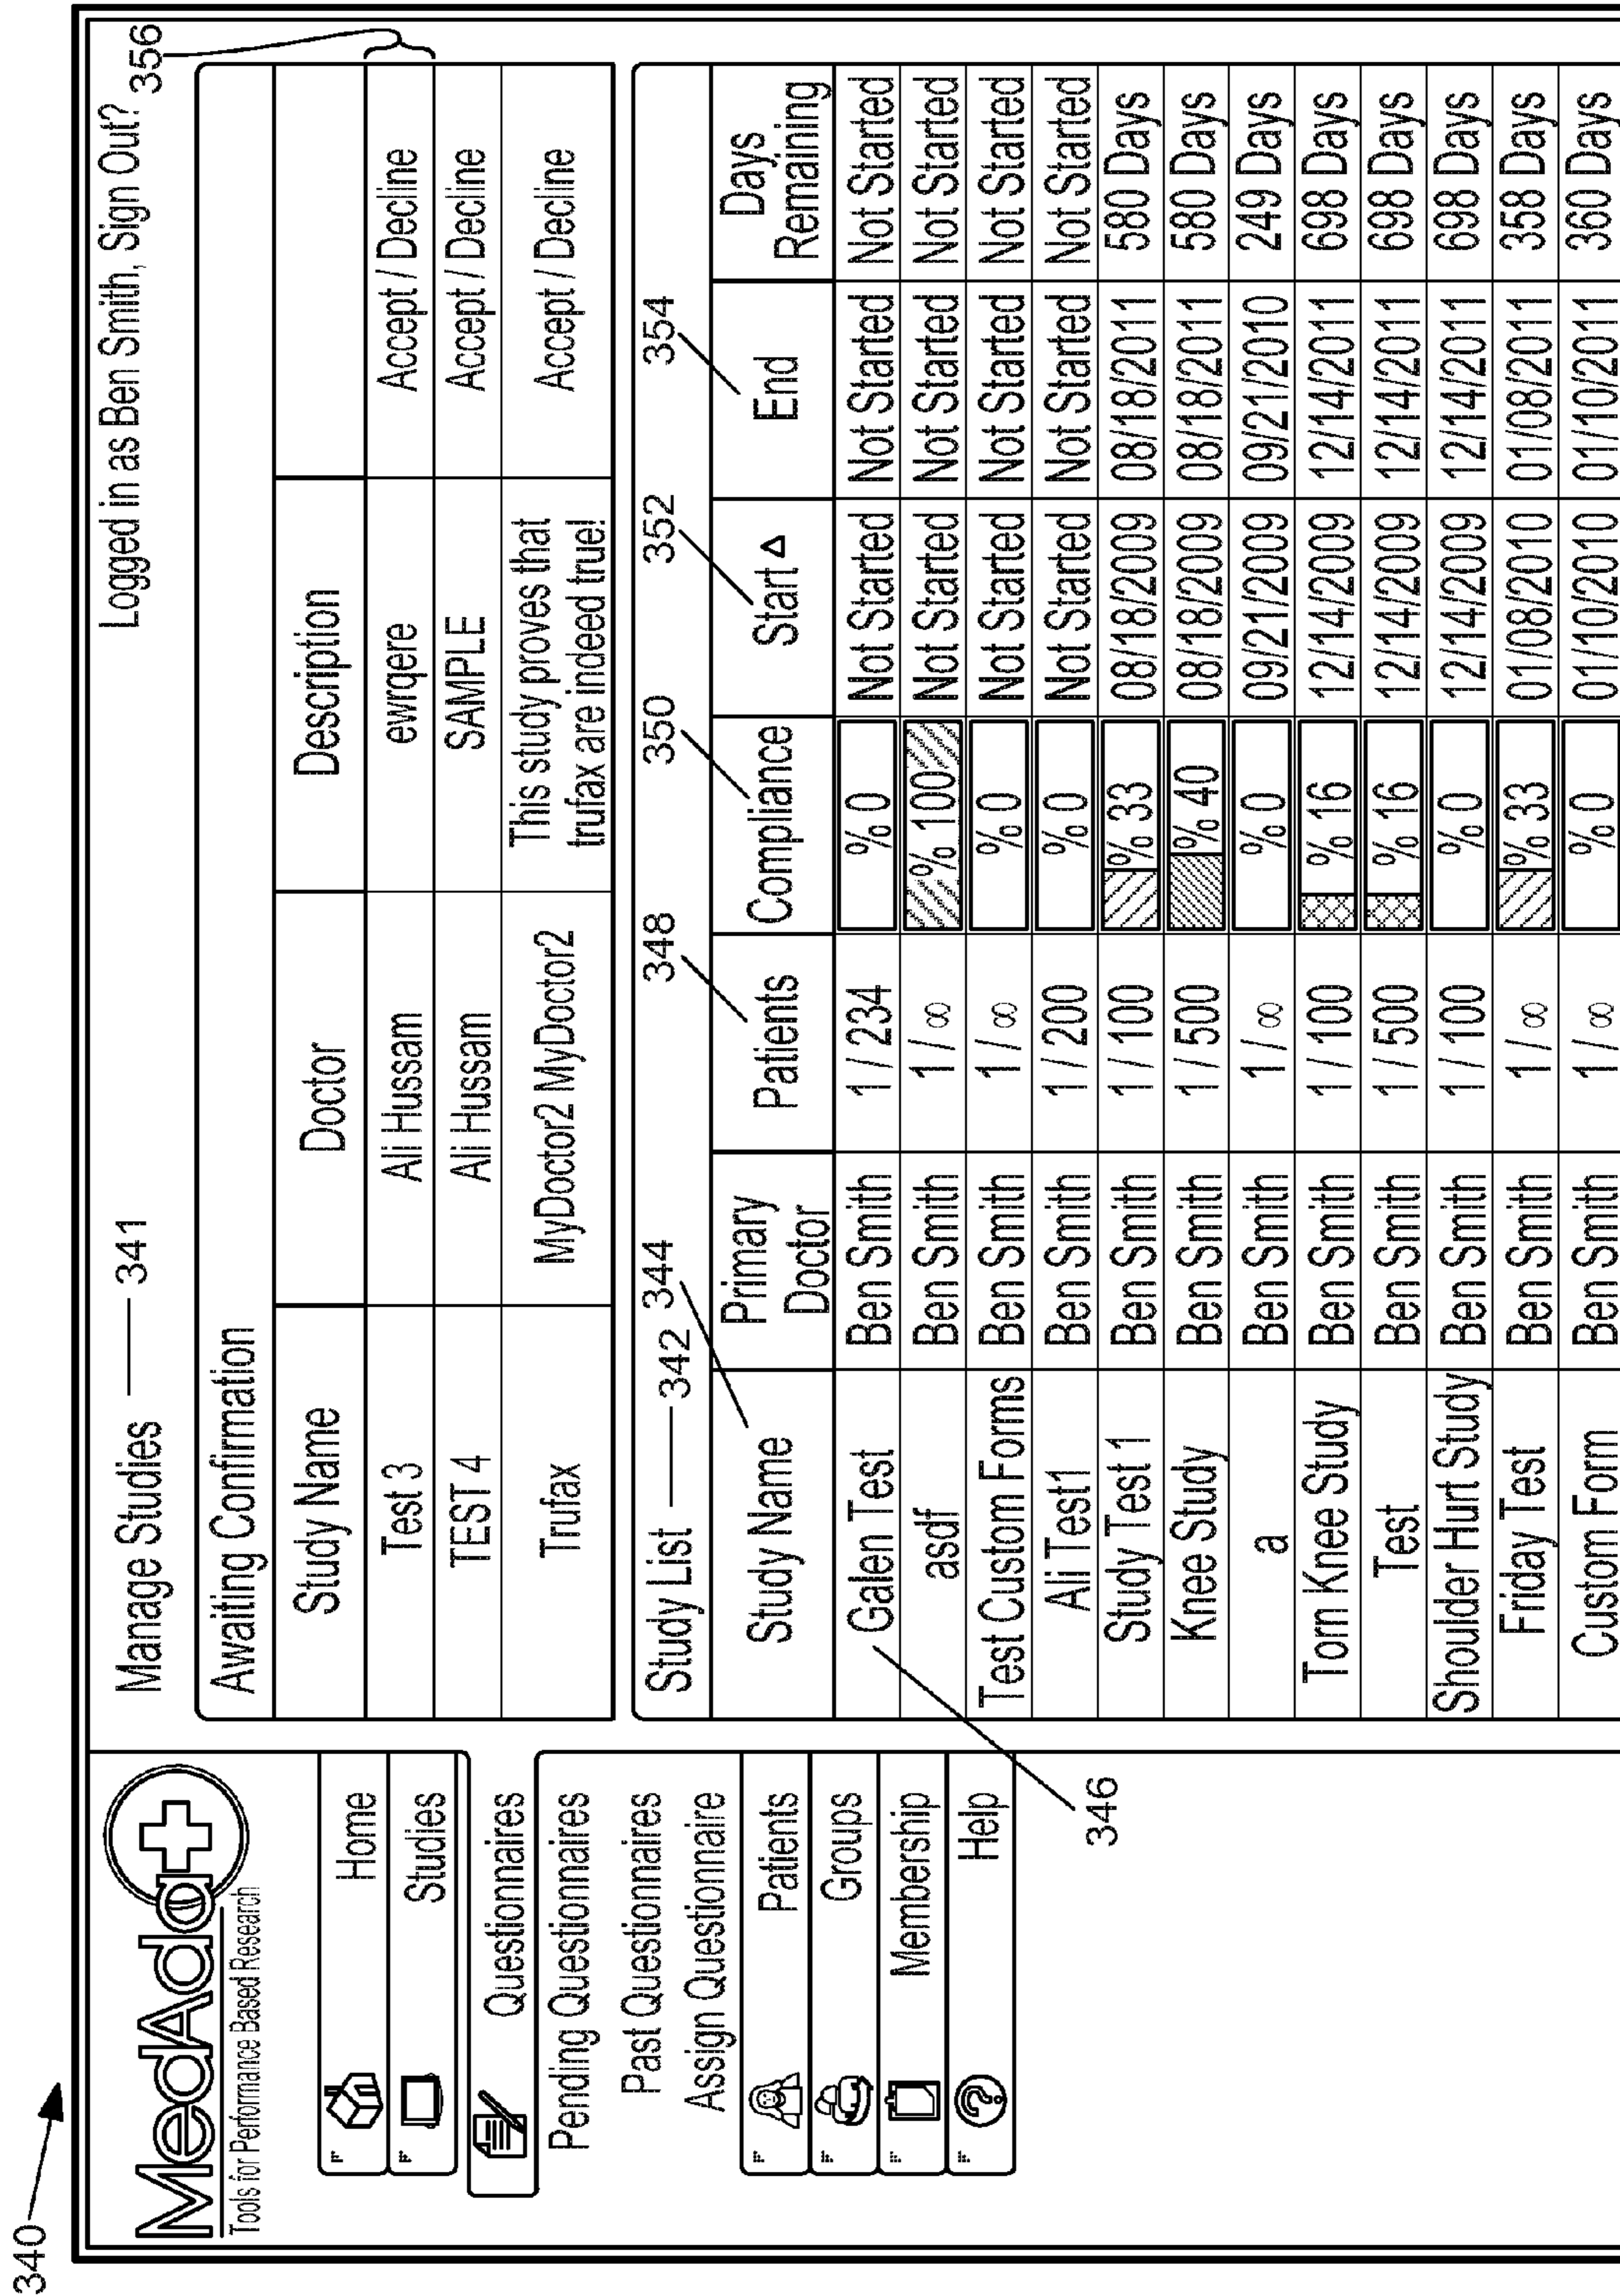 340
MedAdat
Tools for Performance Based Research
Home
Studies
Questionnaires
Pending Questionnaires
Past Questionnaires
Assign Questionnaire
Patients
Groups
Membership
Help
346
Logged in as Ben Smith, Sign Out?
356
Manage Studies 341
Awaiting Confirmation
Study Name Doctor Description
Test 3 Ali Hussam ewrqere Accept / Decline
TEST 4 Ali Hussam SAMPLE Accept / Decline
Trufax MyDoctor2 MyDoctor2 This study proves that Accept / Decline
trufax are indeed true!
Study List 342 344 348 350 352 354
Study Name Primary Doctor Patients Compliance Start Δ End Days Remaining
Galen Test Ben Smith 1 / 234 % 0 Not Started Not Started Not Started
asdf Ben Smith 1 / ∞ % 100 Not Started Not Started Not Started
Test Custom Forms Ben Smith 1 / ∞ % 0 Not Started Not Started Not Started
Ali Test1 Ben Smith 1 / 200 % 0 Not Started Not Started Not Started
Study Test 1 Ben Smith 1 / 100 % 33 08/18/2009 08/18/2011 580 Days
Knee Study Ben Smith 1 / 500 % 40 08/18/2009 08/18/2011 580 Days
a Ben Smith 1 / ∞ % 0 09/21/2009 09/21/2010 249 Days
Torn Knee Study Ben Smith 1 / 100 % 16 12/14/2009 12/14/2011 698 Days
Test Ben Smith 1 / 500 % 16 12/14/2009 12/14/2011 698 Days
Shoulder Hurt Study Ben Smith 1 / 100 % 0 12/14/2009 12/14/2011 698 Days
Friday Test Ben Smith 1 / ∞ % 33 01/08/2010 01/08/2011 358 Days
Custom Form Ben Smith 1 / ∞ % 0 01/10/2010 01/10/2011 360 Days